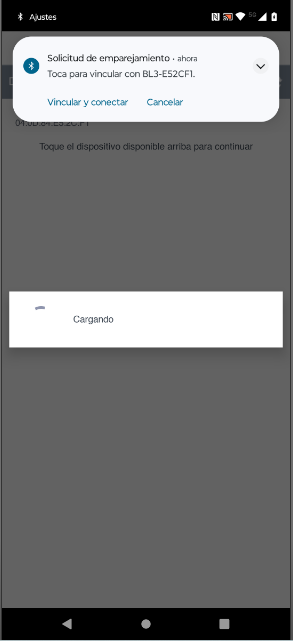 Ajustes
5G
Solicitud de emparejamiento · ahora
Toca para vincular con BL3-E52CF1.
Vincular y conectar Cancelar
Toque el dispositivo disponible arriba para continuar
Cargando